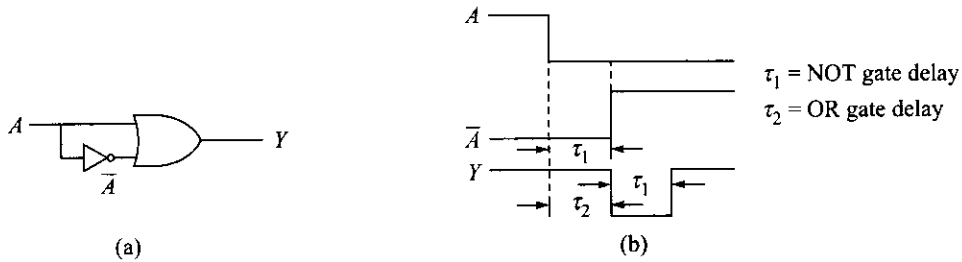 A
Y
A̅
(a)
A
τ₁ = NOT gate delay
τ₂ = OR gate delay
A̅
τ₁
Y
τ₁
τ₂
(b)